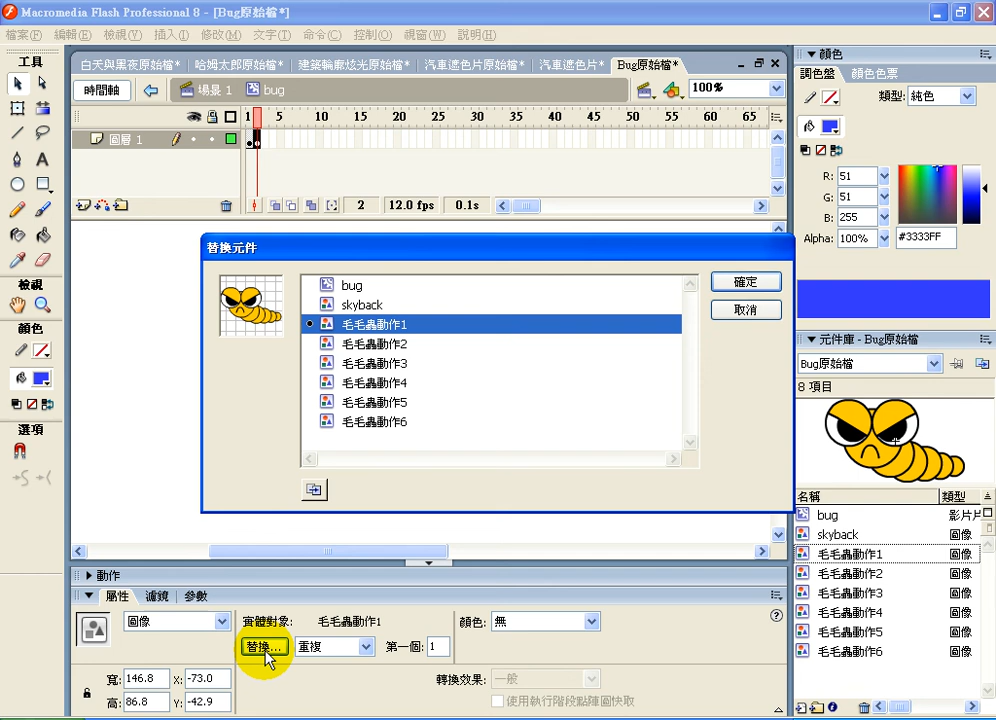 Macromedia Flash Professional 8 - [Bug原始檔*]
檔案(F) 編輯(E) 檢視(V) 插入(I) 修改(M) 文字(T) 命令(C) 控制(O) 視窗(W) 說明(H)
工具
檢視
顏色
選項
白天與黑夜原始檔* 哈姆太郎原始檔* 建築輪廓炫光原始檔* 汽車遮色片原始檔* 汽車遮色片* Bug原始檔*
時間軸 場景 1 bug 100%
1 5 10 15 20 25 30 35 40 45 50 55 60 65
圖層 1
2 12.0 fps 0.1s
替換元件
bug
skyback
毛毛蟲動作1
毛毛蟲動作2
毛毛蟲動作3
毛毛蟲動作4
毛毛蟲動作5
毛毛蟲動作6
確定
取消
動作
屬性 濾鏡 參數
圖像 實體對象: 毛毛蟲動作1 顏色: 無
替換... 重複 第一個: 1
寬: 146.8 X: -73.0 轉換效果: 一般
高: 86.8 Y: -42.9 使用執行階段點陣圖快取
顏色
調色盤 顏色色票
類型: 純色
R: 51
G: 51
B: 255
Alpha: 100% #3333FF
元件庫 - Bug原始檔
Bug原始檔
8 項目
名稱 類型
bug 影片片
skyback 圖像
毛毛蟲動作1 圖像
毛毛蟲動作2 圖像
毛毛蟲動作3 圖像
毛毛蟲動作4 圖像
毛毛蟲動作5 圖像
毛毛蟲動作6 圖像